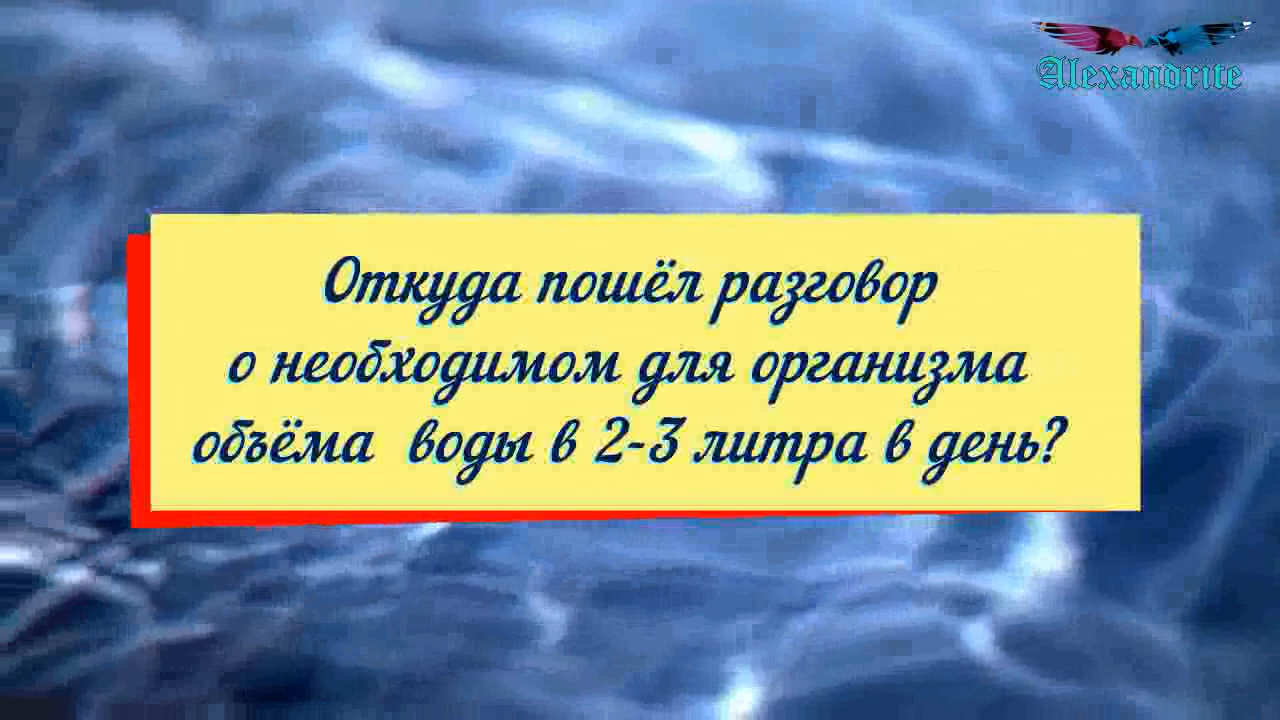 Alexandrite
Откуда пошёл разговор
о необходимом для организма
объёма воды в 2-3 литра в день?